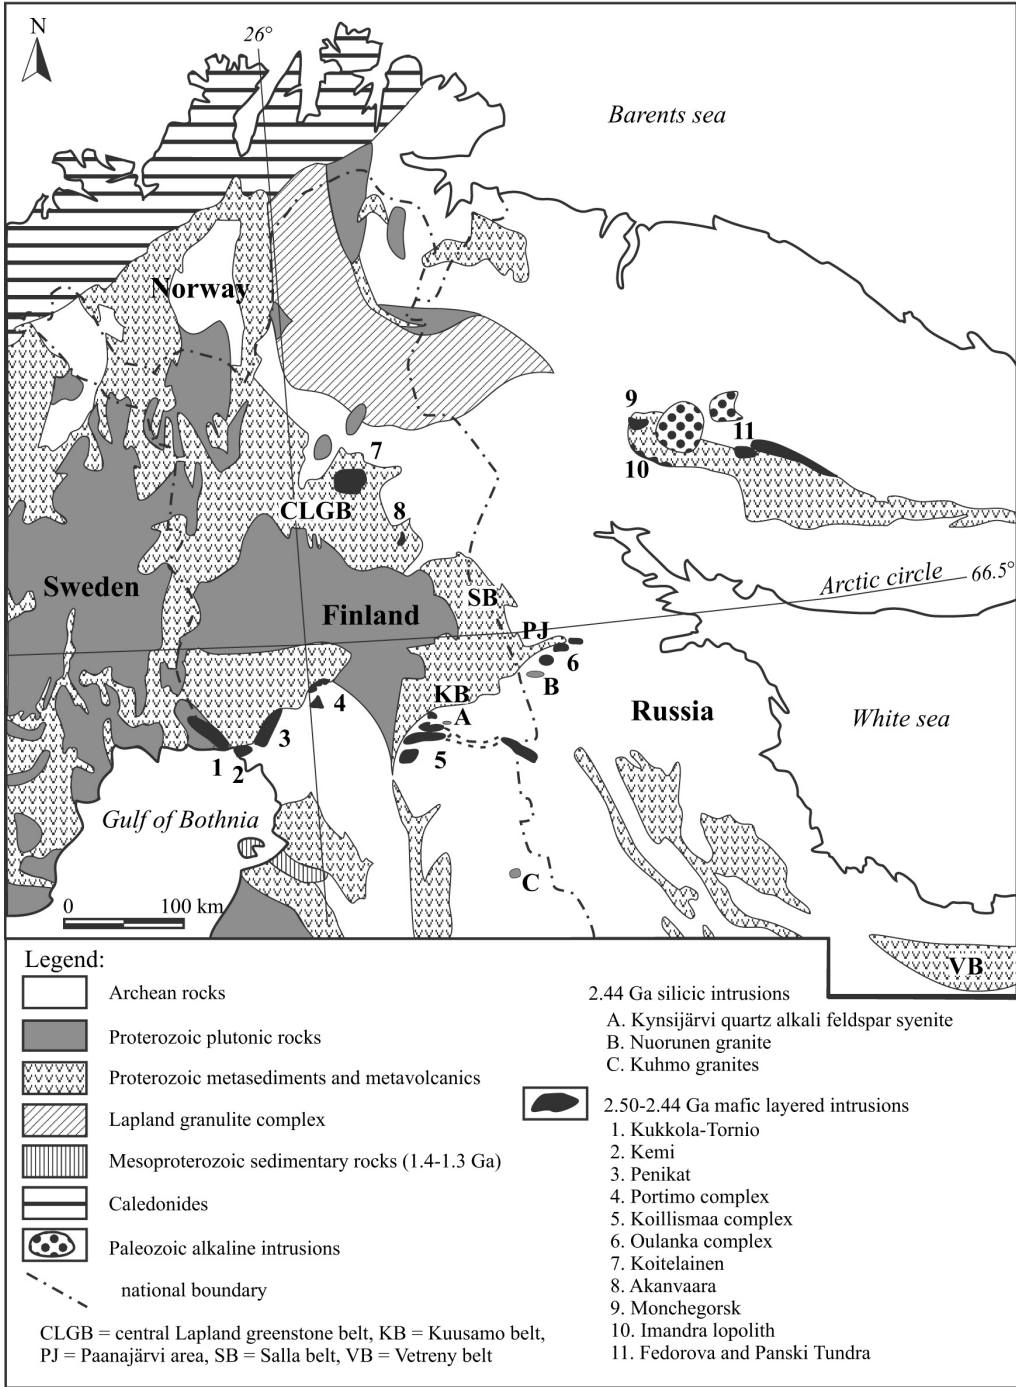 N
26°
Barents sea
Norway
9
11
10
7
CLGB
8
Arctic circle
66.5°
Sweden
SB
Finland
PJ
6
B
KB
A
4
Russia
White sea
3
5
1
2
Gulf of Bothnia
C
0 100 km
VB
Legend:
Archean rocks
Proterozoic plutonic rocks
Proterozoic metasediments and metavolcanics
Lapland granulite complex
Mesoproterozoic sedimentary rocks (1.4-1.3 Ga)
Caledonides
Paleozoic alkaline intrusions
national boundary
CLGB = central Lapland greenstone belt, KB = Kuusamo belt,
PJ = Paanajärvi area, SB = Salla belt, VB = Vetreny belt
2.44 Ga silicic intrusions
A. Kynsijärvi quartz alkali feldspar syenite
B. Nuorunen granite
C. Kuhmo granites
2.50-2.44 Ga mafic layered intrusions
1. Kukkola-Tornio
2. Kemi
3. Penikat
4. Portimo complex
5. Koillismaa complex
6. Oulanka complex
7. Koitelainen
8. Akanvaara
9. Monchegorsk
10. Imandra lopolith
11. Fedorova and Panski Tundra